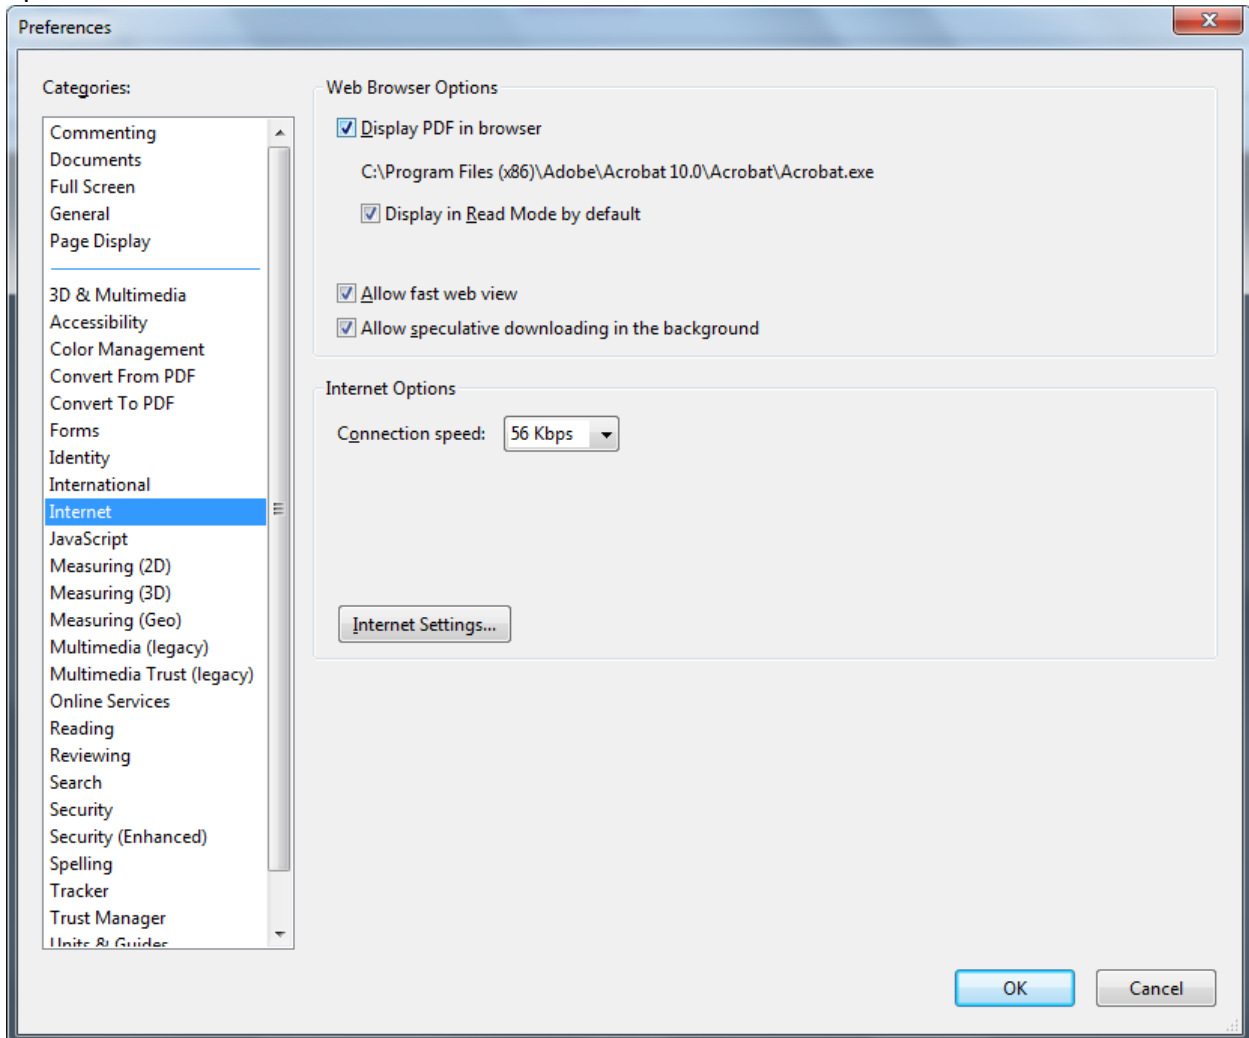 Preferences
X
Categories:
Commenting
Documents
Full Screen
General
Page Display
3D & Multimedia
Accessibility
Color Management
Convert From PDF
Convert To PDF
Forms
Identity
International
Internet
JavaScript
Measuring (2D)
Measuring (3D)
Measuring (Geo)
Multimedia (legacy)
Multimedia Trust (legacy)
Online Services
Reading
Reviewing
Search
Security
Security (Enhanced)
Spelling
Tracker
Trust Manager
Units & Guides
Web Browser Options
Display PDF in browser
C:\Program Files (x86)\Adobe\Acrobat 10.0\Acrobat\Acrobat.exe
Display in Read Mode by default
Allow fast web view
Allow speculative downloading in the background
Internet Options
Connection speed: 56 Kbps
Internet Settings...
OK Cancel